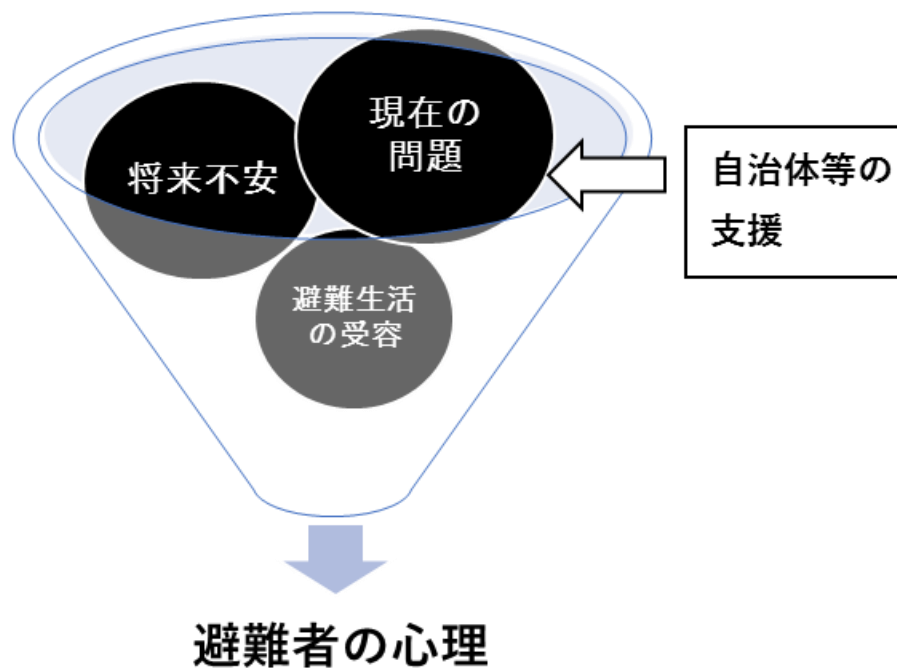 現在の
問題
将来不安
自治体等の
支援
避難生活
の受容
避難者の心理